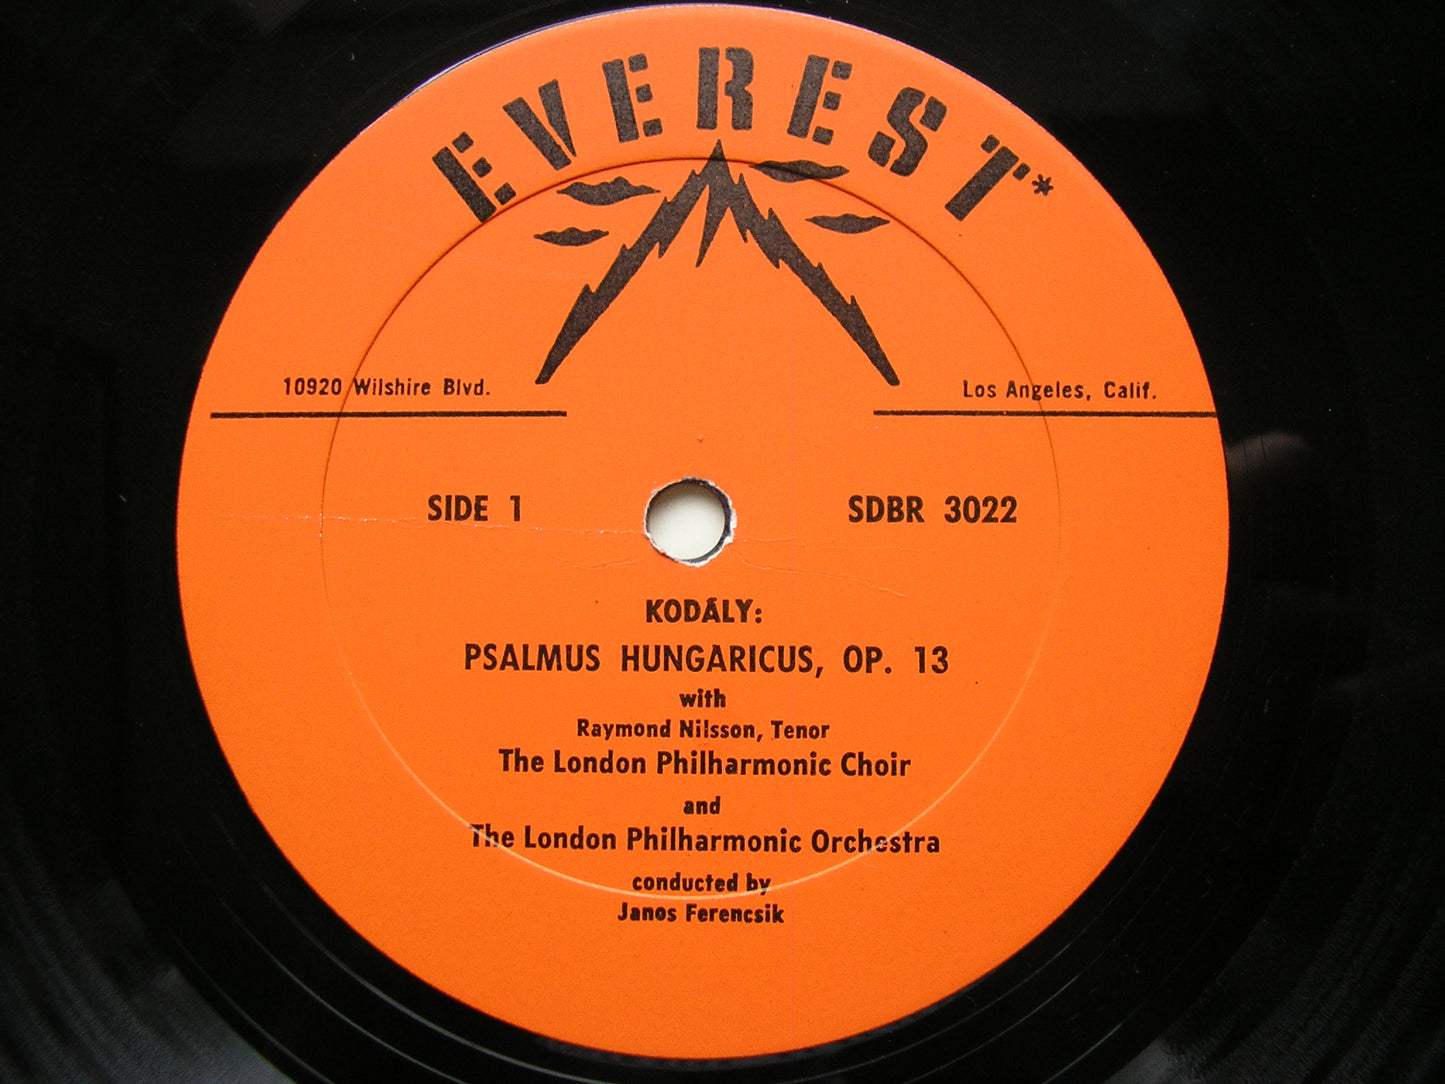 EVEREST*
10920 Wilshire Blvd.
Los Angeles, Calif.
SIDE 1
SDBR 3022
KODÁLY:
PSALMUS HUNGARICUS, OP. 13
with
Raymond Nilsson, Tenor
The London Philharmonic Choir
and
The London Philharmonic Orchestra
conducted by
Janos Ferencsik